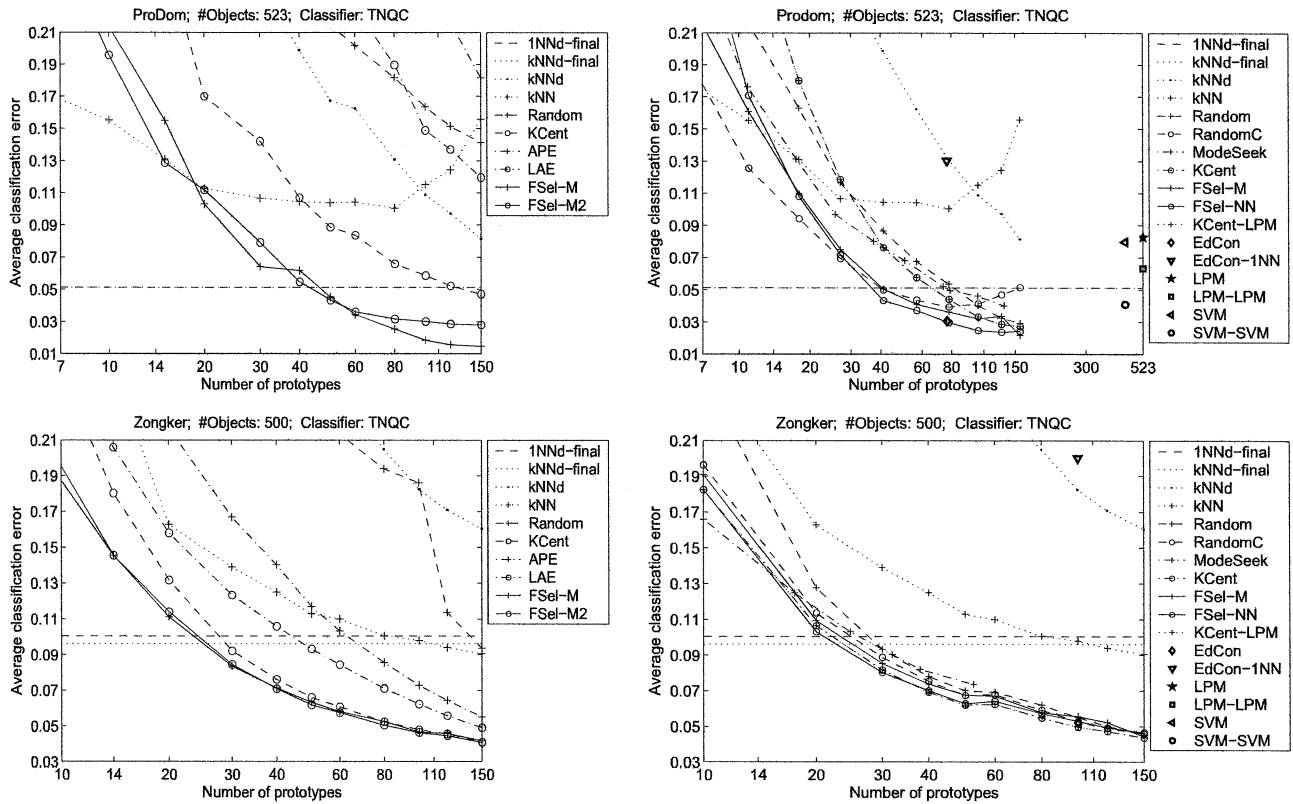 ProDom; #Objects: 523; Classifier: TNQC
0.21
0.19
0.17
0.15
0.13
0.11
0.09
0.07
0.05
0.03
0.01
Average classification error
7 10 14 20 30 40 60 80 110 150
Number of prototypes
1NNd-final
kNNd-final
kNNd
kNN
Random
KCent
APE
LAE
FSel-M
FSel-M2
Prodom; #Objects: 523; Classifier: TNQC
0.21
0.19
0.17
0.15
0.13
0.11
0.09
0.07
0.05
0.03
0.01
Average classification error
7 10 14 20 30 40 60 80 110 150 300 523
Number of prototypes
1NNd-final
kNNd-final
kNNd
kNN
Random
RandomC
ModeSeek
KCent
FSel-M
FSel-NN
KCent-LPM
EdCon
EdCon-1NN
LPM
LPM-LPM
SVM
SVM-SVM
Zongker; #Objects: 500; Classifier: TNQC
0.21
0.19
0.17
0.15
0.13
0.11
0.09
0.07
0.05
0.03
Average classification error
10 14 20 30 40 60 80 110 150
Number of prototypes
1NNd-final
kNNd-final
kNNd
kNN
Random
KCent
APE
LAE
FSel-M
FSel-M2
Zongker; #Objects: 500; Classifier: TNQC
0.21
0.19
0.17
0.15
0.13
0.11
0.09
0.07
0.05
0.03
Average classification error
10 14 20 30 40 60 80 110 150
Number of prototypes
1NNd-final
kNNd-final
kNNd
kNN
Random
RandomC
ModeSeek
KCent
FSel-M
FSel-NN
KCent-LPM
EdCon
EdCon-1NN
LPM
LPM-LPM
SVM
SVM-SVM